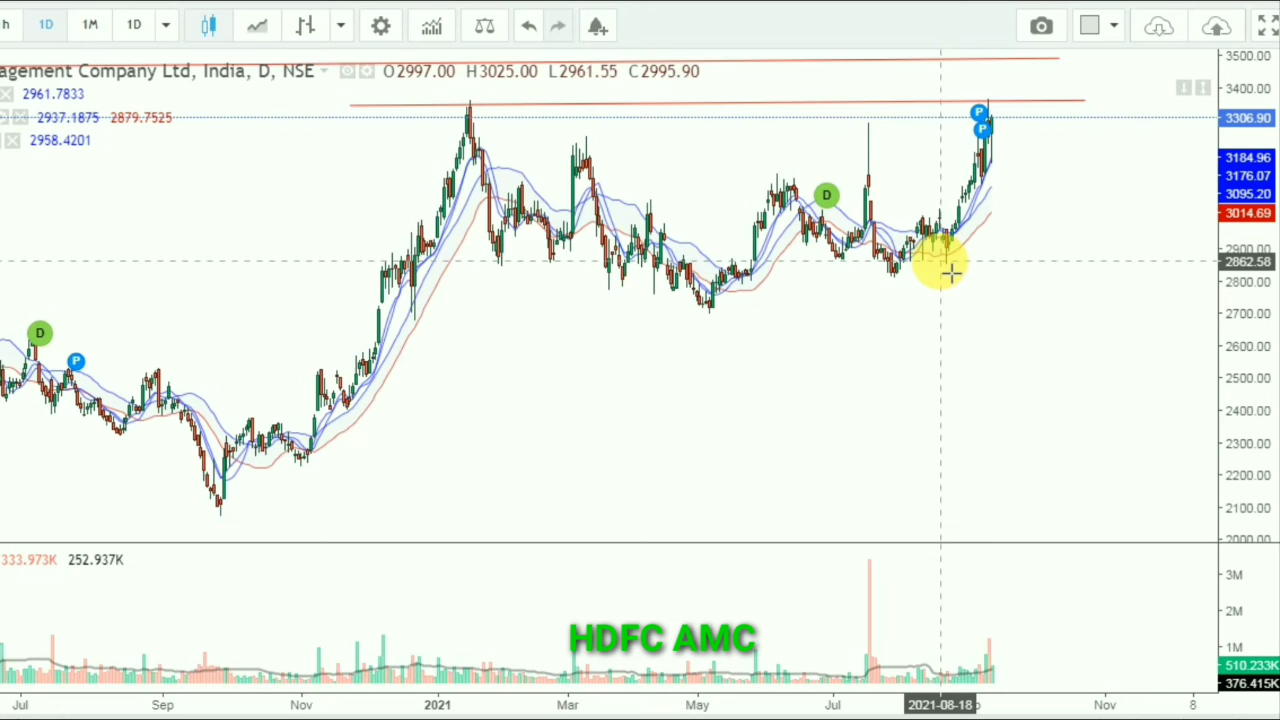 h 1D 1M 1D
agement Company Ltd, India, D, NSE O2997.00 H3025.00 L2961.55 C2995.90
2961.7833
2937.1875 2879.7525
2958.4201
3500.00
3400.00
3306.90
3184.96
3176.07
3095.20
3014.69
2900.00
2862.58
2800.00
2700.00
2600.00
2500.00
2400.00
2300.00
2200.00
2100.00
2000.00
P
P
D
D
P
333.973K 252.937K
3M
2M
1M
510.233K
376.415K
HDFC AMC
Jul Sep Nov 2021 Mar May Jul 2021-08-18 Nov 8